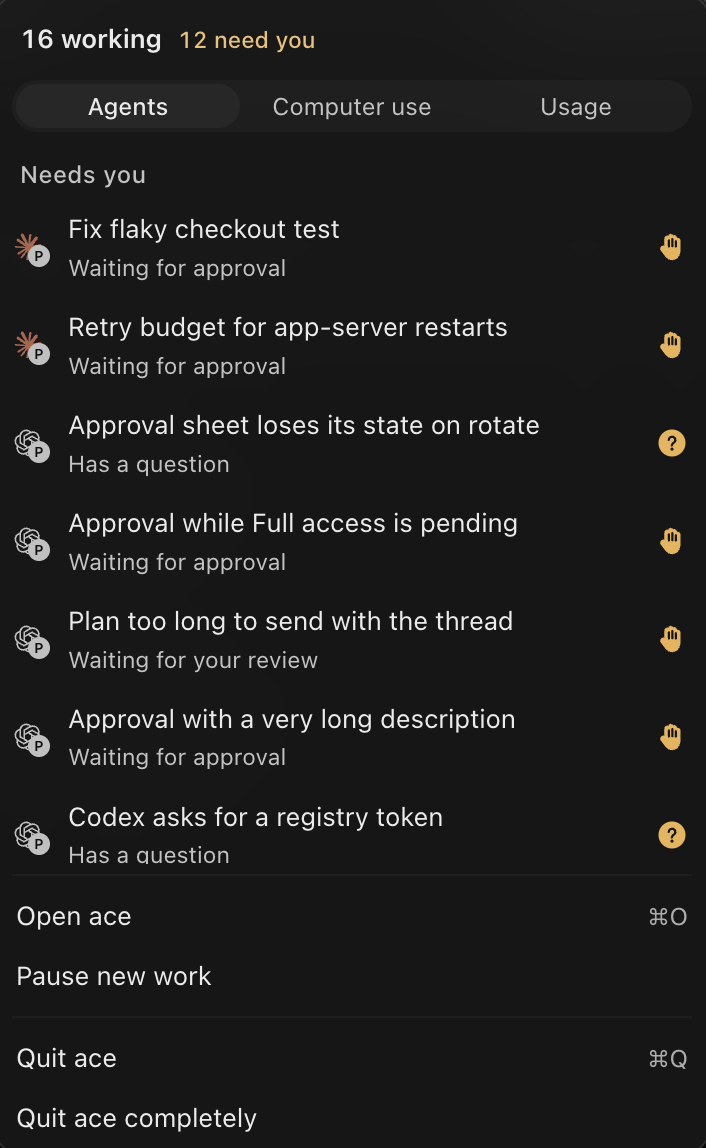 16 working 12 need you
Agents Computer use Usage
Needs you
Fix flaky checkout test
Waiting for approval
P
Retry budget for app-server restarts
Waiting for approval
P
Approval sheet loses its state on rotate
Has a question
P
?
Approval while Full access is pending
Waiting for approval
P
Plan too long to send with the thread
Waiting for your review
P
Approval with a very long description
Waiting for approval
P
Codex asks for a registry token
Has a question
P
?
Open ace ⌘O
Pause new work
Quit ace ⌘Q
Quit ace completely